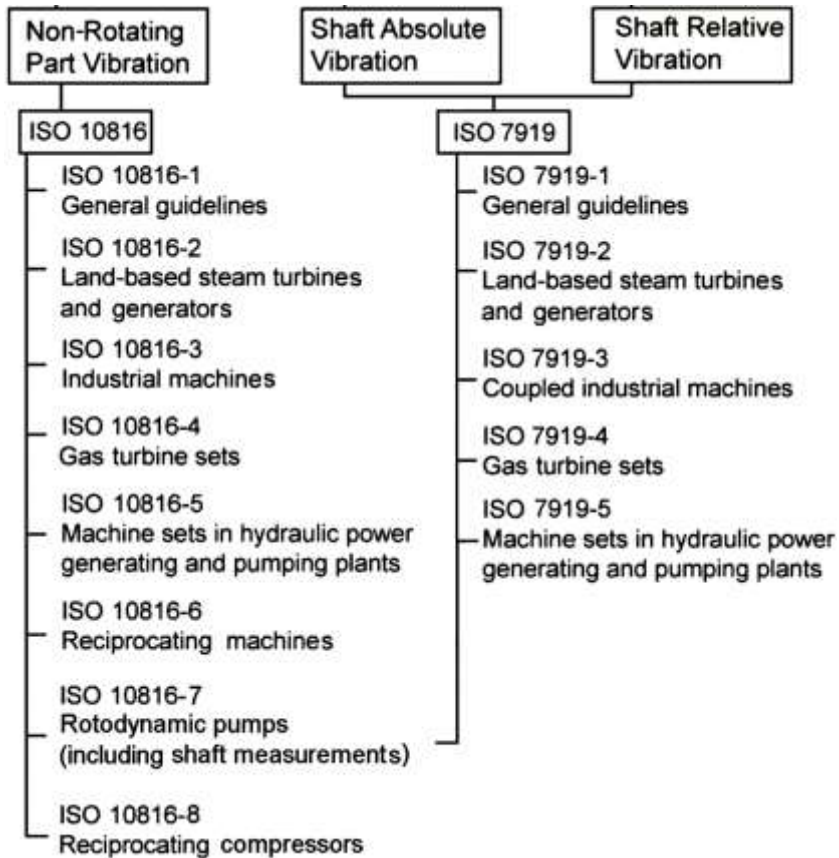 Non-Rotating
Part Vibration
Shaft Absolute
Vibration
Shaft Relative
Vibration
ISO 10816
ISO 7919
ISO 10816-1
General guidelines
ISO 10816-2
Land-based steam turbines
and generators
ISO 10816-3
Industrial machines
ISO 10816-4
Gas turbine sets
ISO 10816-5
Machine sets in hydraulic power
generating and pumping plants
ISO 10816-6
Reciprocating machines
ISO 10816-7
Rotodynamic pumps
(including shaft measurements)
ISO 10816-8
Reciprocating compressors
ISO 7919-1
General guidelines
ISO 7919-2
Land-based steam turbines
and generators
ISO 7919-3
Coupled industrial machines
ISO 7919-4
Gas turbine sets
ISO 7919-5
Machine sets in hydraulic power
generating and pumping plants